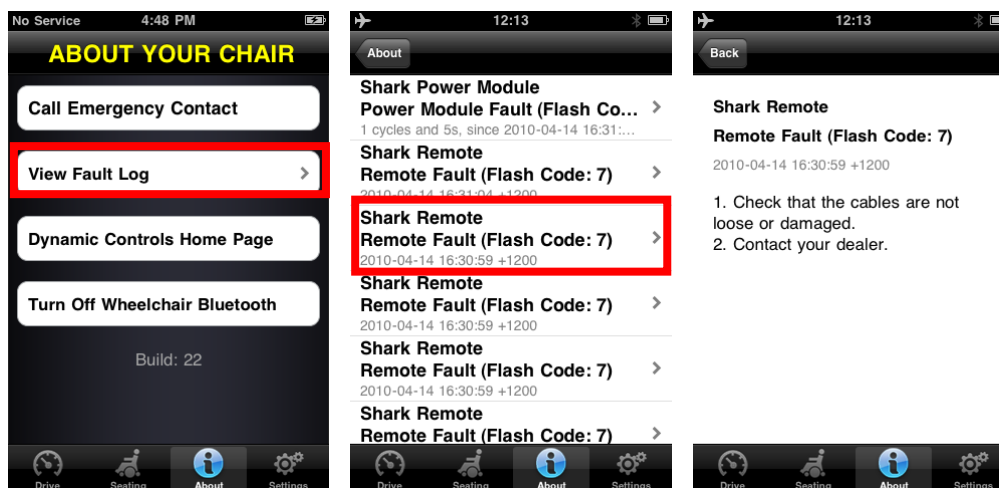 No Service 4:48 PM
ABOUT YOUR CHAIR
Call Emergency Contact
View Fault Log
Dynamic Controls Home Page
Turn Off Wheelchair Bluetooth
Build: 22
Drive Seating About Settings
12:13
About
Shark Power Module
Power Module Fault (Flash Co...
1 cycles and 5s, since 2010-04-14 16:31:...
Shark Remote
Remote Fault (Flash Code: 7)
2010-04-14 16:31:04 +1200
Shark Remote
Remote Fault (Flash Code: 7)
2010-04-14 16:30:59 +1200
Shark Remote
Remote Fault (Flash Code: 7)
2010-04-14 16:30:59 +1200
Shark Remote
Remote Fault (Flash Code: 7)
2010-04-14 16:30:59 +1200
Shark Remote
Remote Fault (Flash Code: 7)
Drive Seating About Settings
12:13
Back
Shark Remote
Remote Fault (Flash Code: 7)
2010-04-14 16:30:59 +1200
1. Check that the cables are not
loose or damaged.
2. Contact your dealer.
Drive Seating About Settings